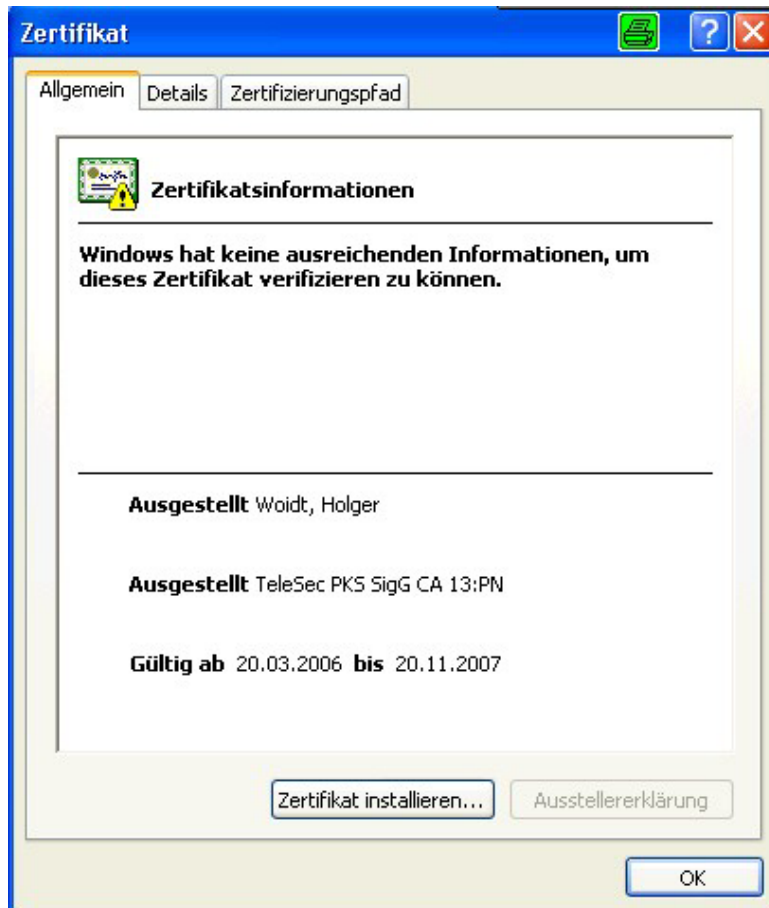 Zertifikat
Allgemein Details Zertifizierungspfad
Zertifikatsinformationen
Windows hat keine ausreichenden Informationen, um
dieses Zertifikat verifizieren zu können.
Ausgestellt Woidt, Holger
Ausgestellt TeleSec PKS SigG CA 13:PN
Gültig ab 20.03.2006 bis 20.11.2007
Zertifikat installieren... Ausstellererklärung
OK